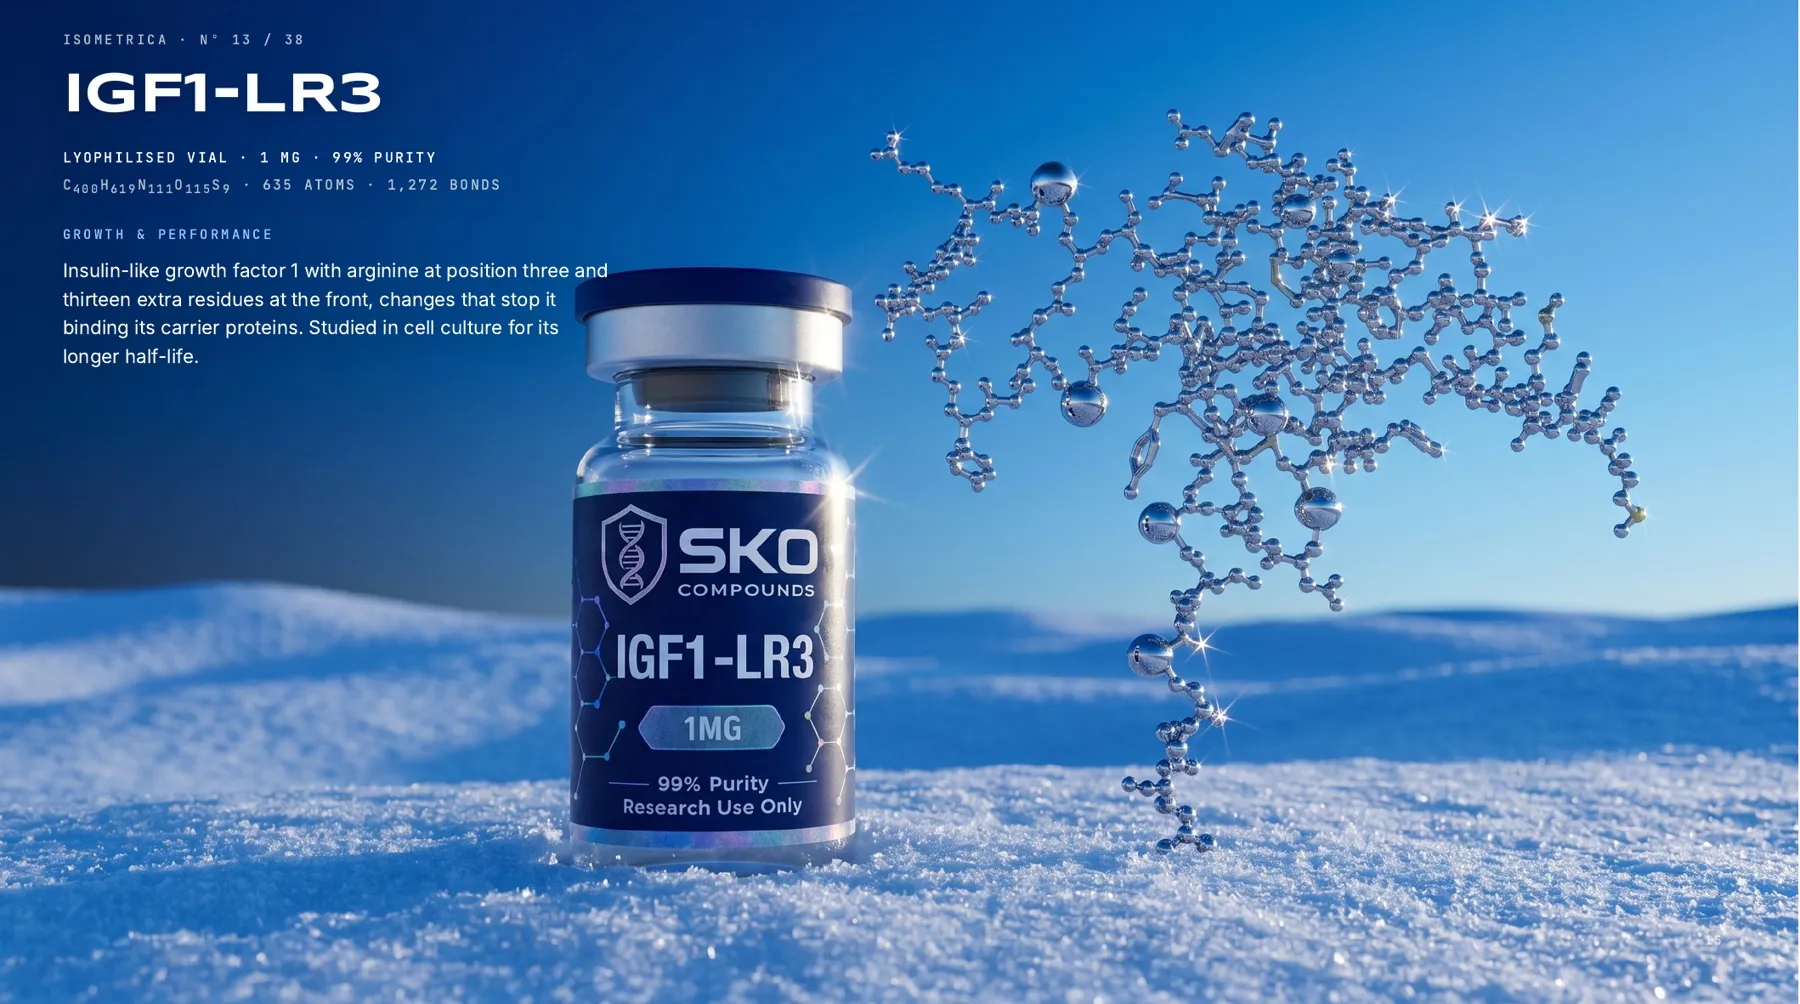 ISOMETRICA · N° 13 / 38
IGF1-LR3
LYOPHILISED VIAL · 1 MG · 99% PURITY
C₄₀₀H₆₁₉N₁₁₁O₁₁₅S₉ · 635 ATOMS · 1,272 BONDS
GROWTH & PERFORMANCE
Insulin-like growth factor 1 with arginine at position three and
thirteen extra residues at the front, changes that stop it
binding its carrier proteins. Studied in cell culture for its
longer half-life.
SKO
COMPOUNDS
IGF1-LR3
1MG
99% Purity
Research Use Only
15